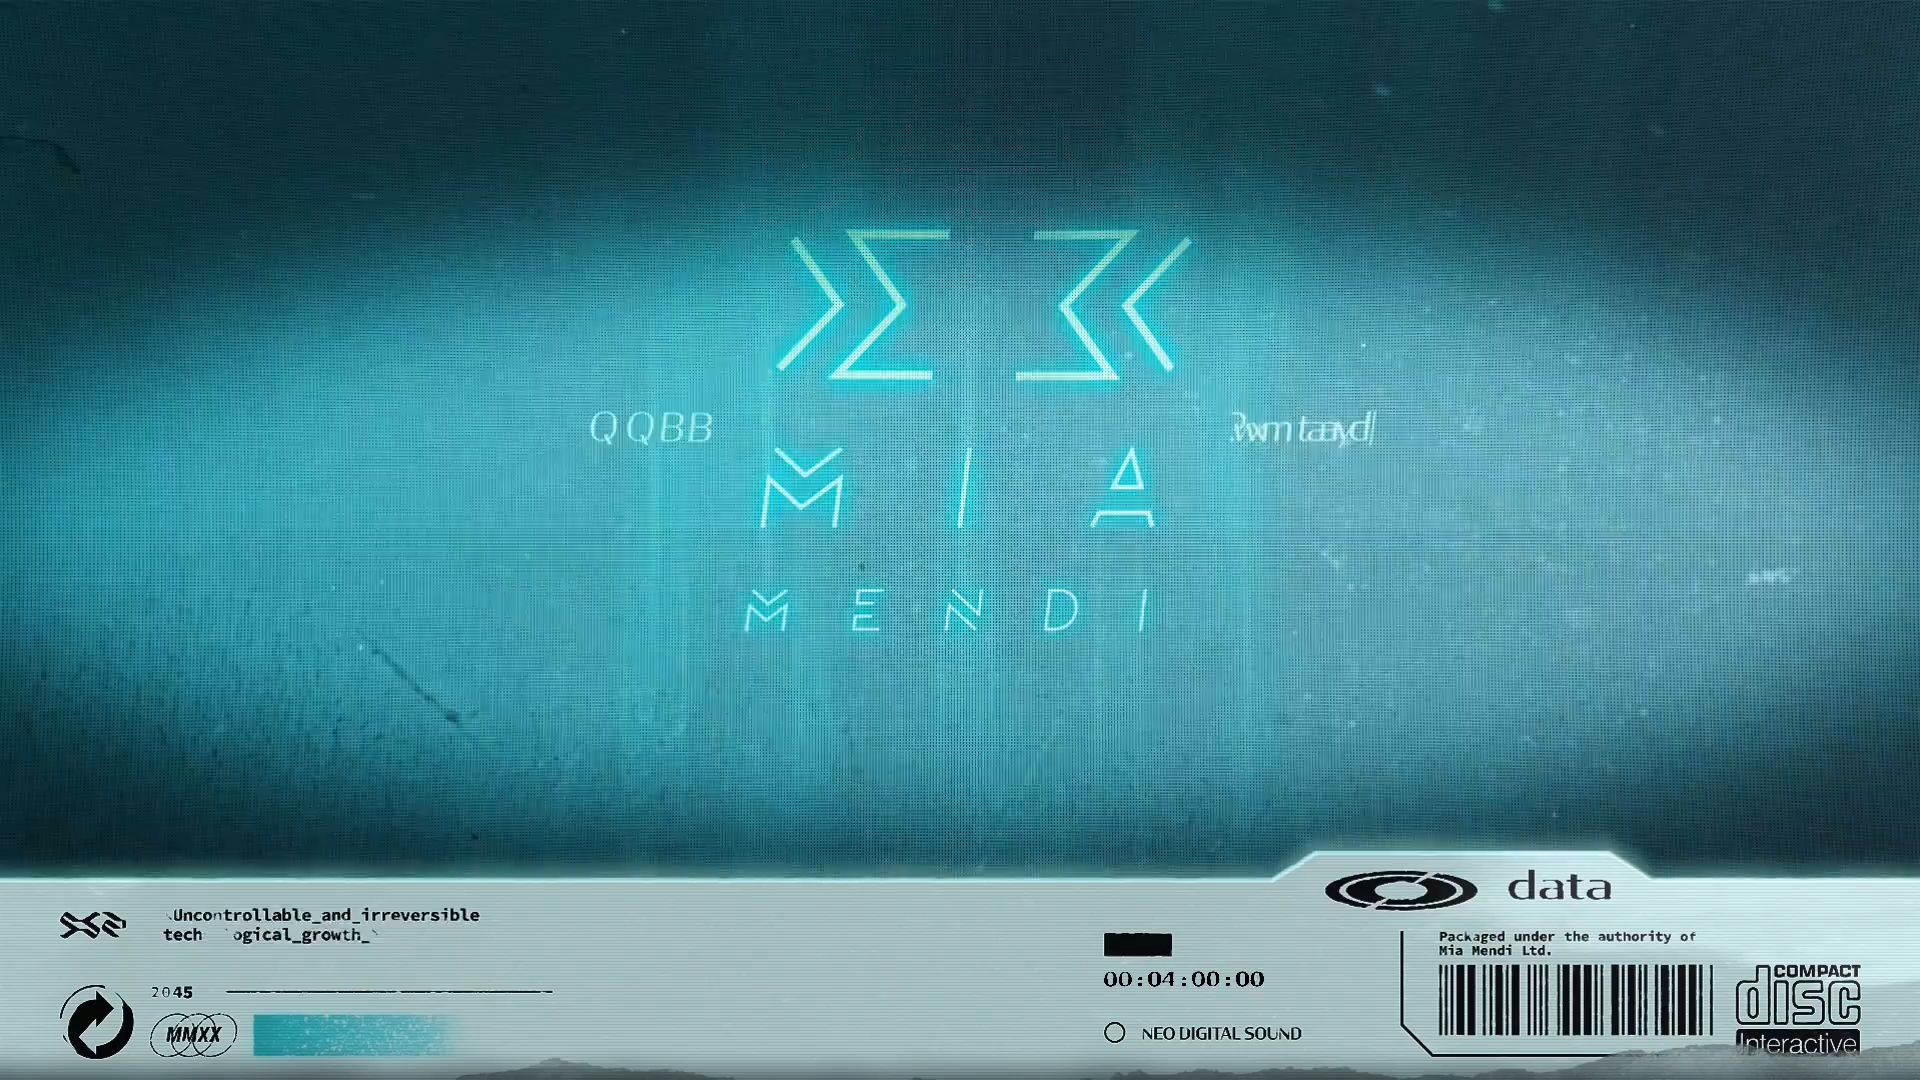 QQBB
MIA
MENDI
data
Uncontrollable_and_irreversible
tech ogical_growth_
Packaged under the authority of
Mia Mendi Ltd.
00:04:00:00
2045
MMXX
NEO DIGITAL SOUND
COMPACT
disc
Interactive